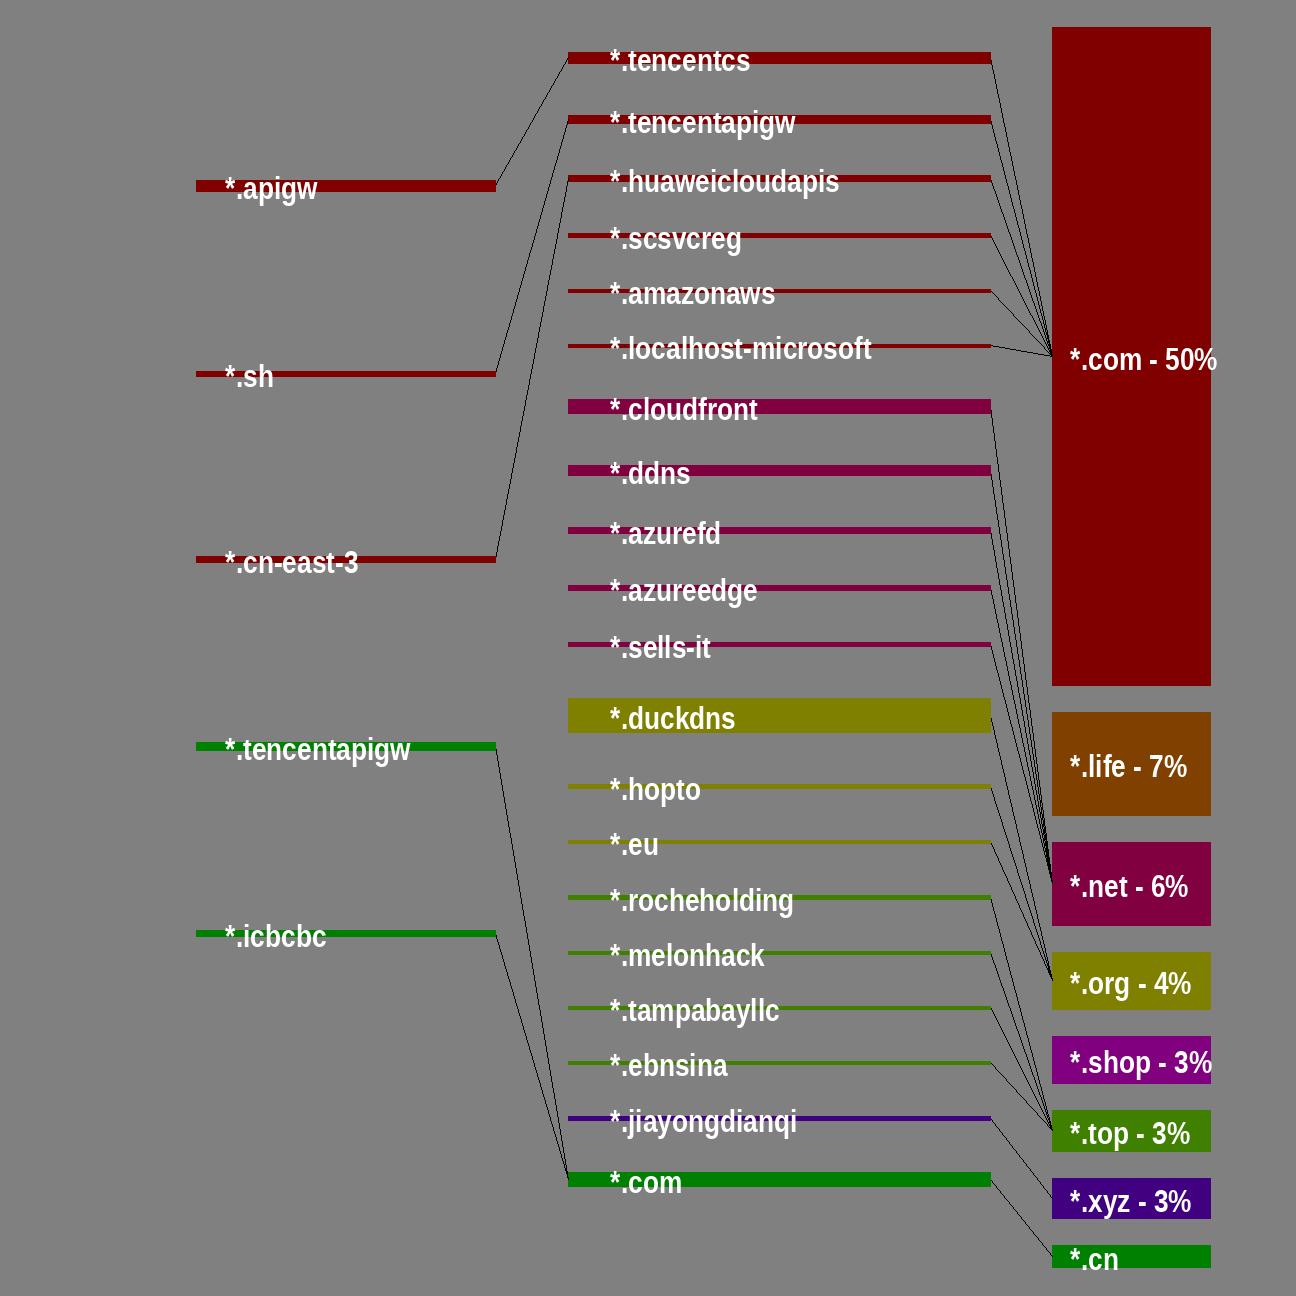 *.apigw
*.sh
*.cn-east-3
*.tencentapigw
*.icbcbc
*.tencentcs
*.tencentapigw
*.huaweicloudapis
*.scsvcreg
*.amazonaws
*.localhost-microsoft
*.cloudfront
*.ddns
*.azurefd
*.azureedge
*.sells-it
*.duckdns
*.hopto
*.eu
*.rocheholding
*.melonhack
*.tampabayllc
*.ebnsina
*.jiayongdianqi
*.com
*.com - 50%
*.life - 7%
*.net - 6%
*.org - 4%
*.shop - 3%
*.top - 3%
*.xyz - 3%
*.cn